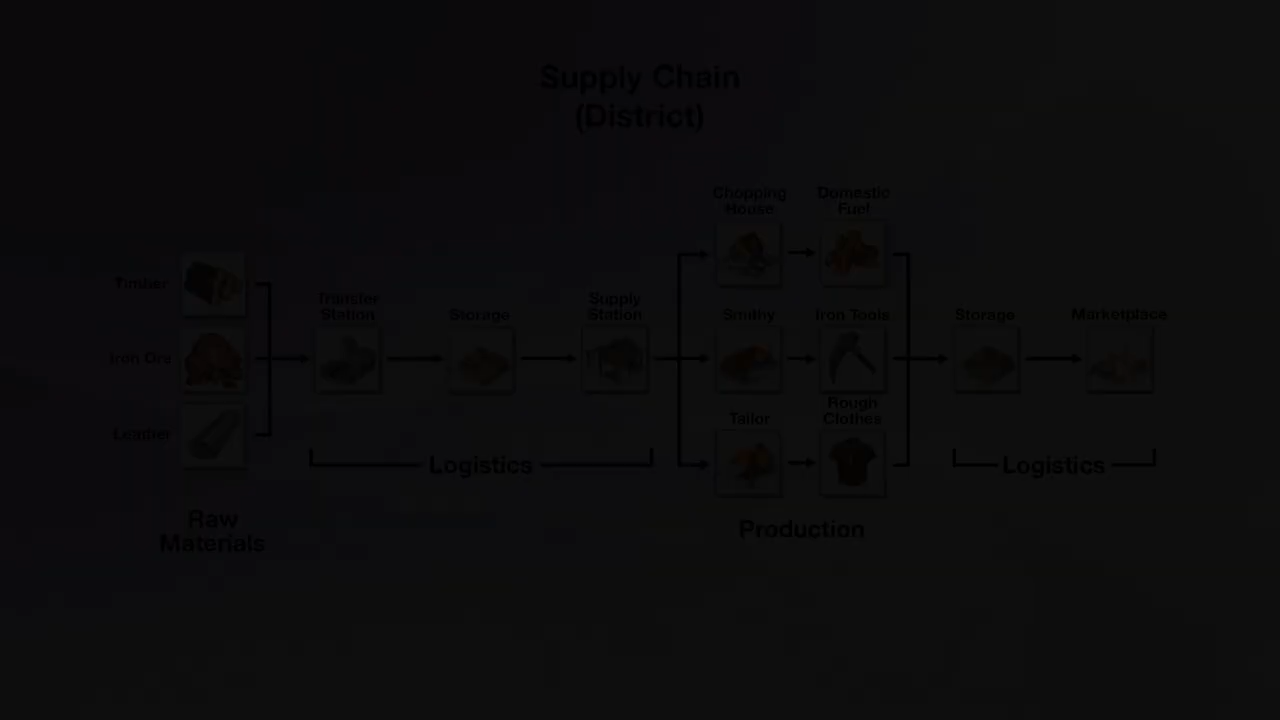 Supply Chain
(District)
Chopping
House
Domestic
Fuel
Timber
Transfer
Station
Storage
Supply
Station
Smithy
Iron Tools
Storage
Marketplace
Iron Ore
Rough
Clothes
Tailor
Leather
Logistics
Logistics
Raw
Materials
Production